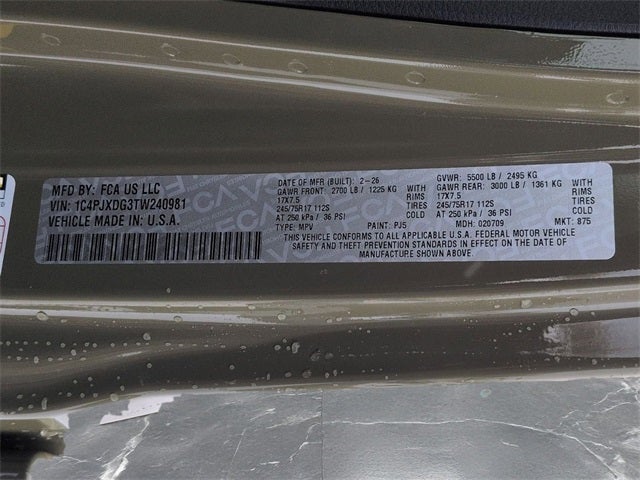 MFD BY: FCA US LLC
VIN: 1C4PJXDG3TW240981
VEHICLE MADE IN: U.S.A.
DATE OF MFR (BUILT): 2-26 GVWR: 5500 LB / 2495 KG
GAWR FRONT: 2700 LB / 1225 KG WITH GAWR REAR: 3000 LB / 1361 KG WITH
17X7.5 RIMS 17X7.5 RIMS
245/75R17 112S TIRES 245/75R17 112S TIRES
AT 250 kPa / 36 PSI COLD AT 250 kPa / 36 PSI COLD
TYPE: MPV PAINT: PJ5 MDH: 020709 MKT: 875
THIS VEHICLE CONFORMS TO ALL APPLICABLE U.S.A. FEDERAL MOTOR VEHICLE
SAFETY AND THEFT PREVENTION STANDARDS IN EFFECT ON THE DATE OF
MANUFACTURE SHOWN ABOVE.